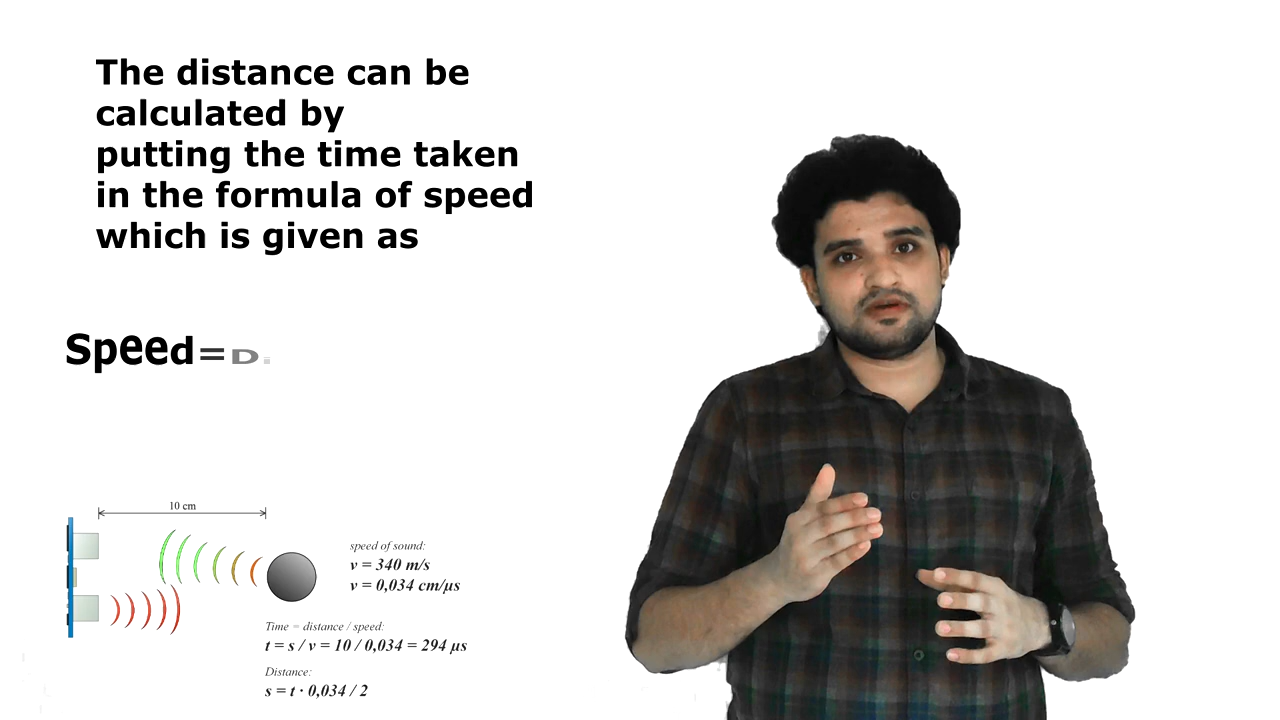 The distance can be
calculated by
putting the time taken
in the formula of speed
which is given as
Speed=D
10 cm
speed of sound:
v = 340 m/s
v = 0,034 cm/μs
Time = distance / speed:
t = s / v = 10 / 0,034 = 294 μs
Distance:
s = t · 0,034 / 2